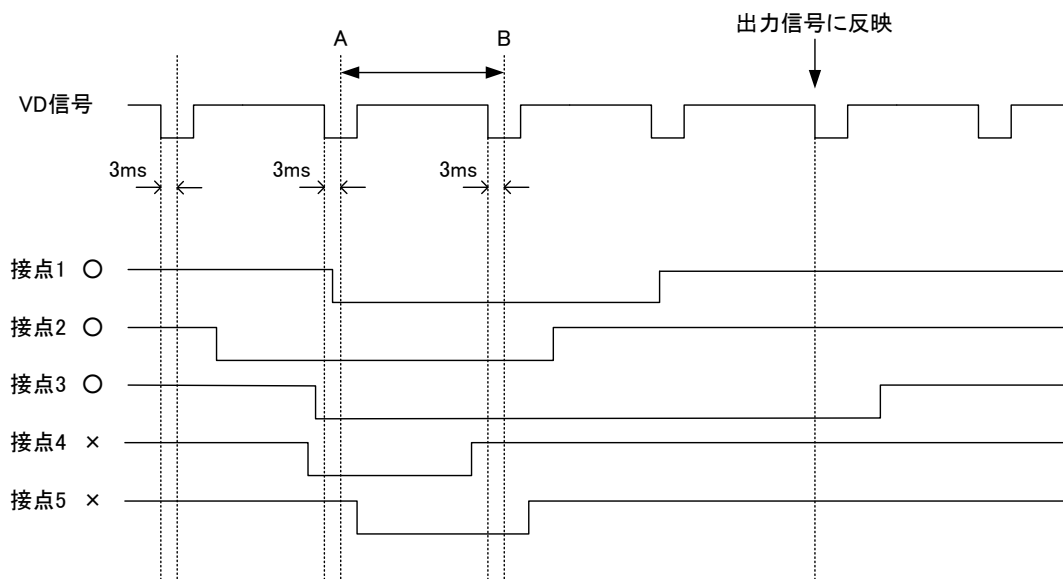 出力信号に反映
A
B
VD信号
3ms
3ms
3ms
接点1 ○
接点2 ○
接点3 ○
接点4 ×
接点5 ×